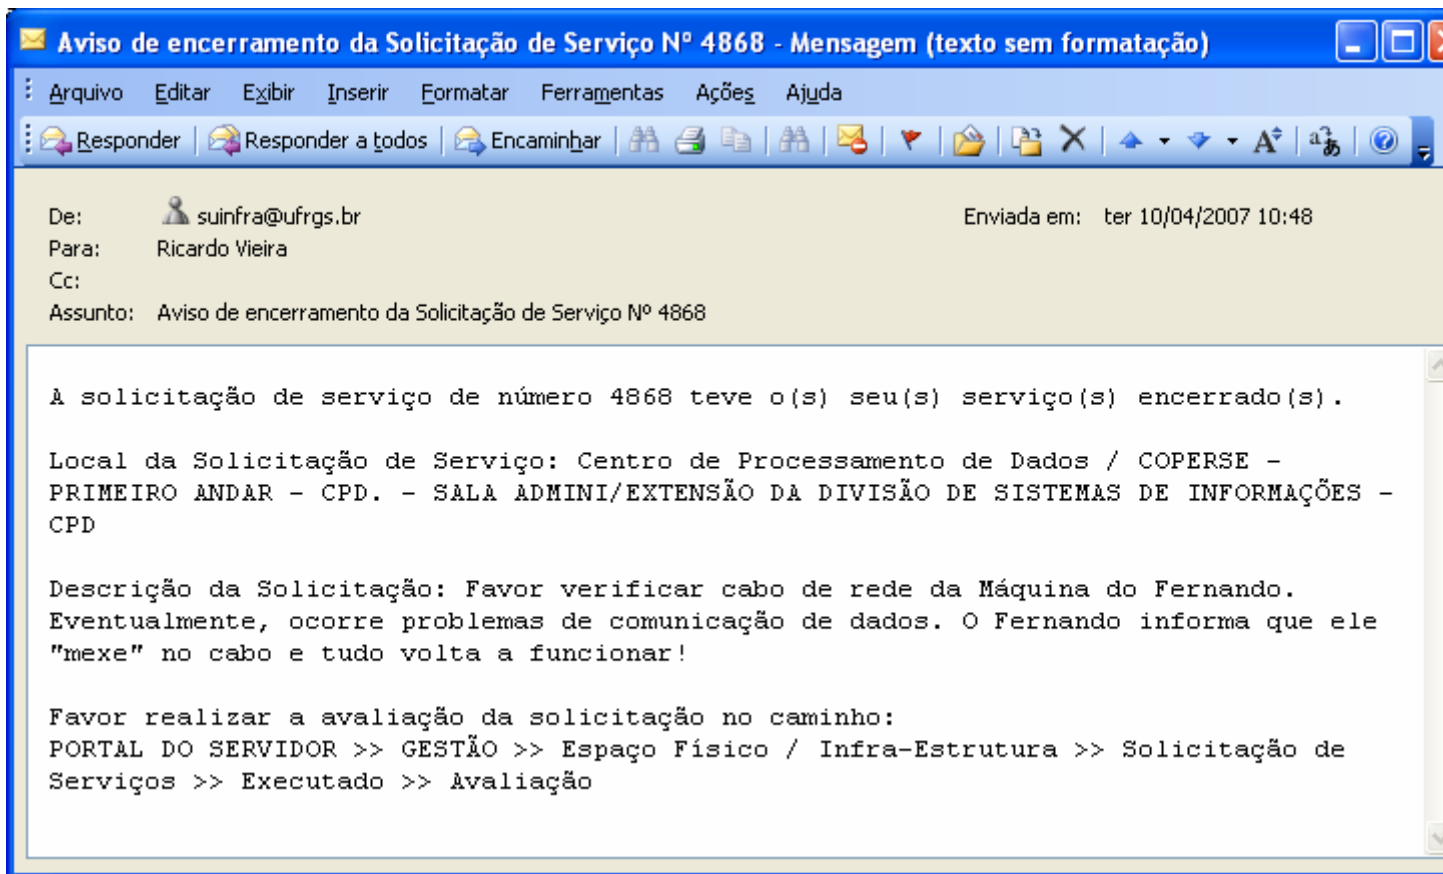 Aviso de encerramento da Solicitação de Serviço Nº 4868 - Mensagem (texto sem formatação)
Arquivo Editar Exibir Inserir Formatar Ferramentas Ações Ajuda
Responder Responder a todos Encaminhar
De: suinfra@ufrgs.br Enviada em: ter 10/04/2007 10:48
Para: Ricardo Vieira
Cc:
Assunto: Aviso de encerramento da Solicitação de Serviço Nº 4868
A solicitação de serviço de número 4868 teve o(s) seu(s) serviço(s) encerrado(s).
Local da Solicitação de Serviço: Centro de Processamento de Dados / COPERSE -
PRIMEIRO ANDAR - CPD. - SALA ADMINI/EXTENSÃO DA DIVISÃO DE SISTEMAS DE INFORMAÇÕES -
CPD
Descrição da Solicitação: Favor verificar cabo de rede da Máquina do Fernando.
Eventualmente, ocorre problemas de comunicação de dados. O Fernando informa que ele
"mexe" no cabo e tudo volta a funcionar!
Favor realizar a avaliação da solicitação no caminho:
PORTAL DO SERVIDOR >> GESTÃO >> Espaço Físico / Infra-Estrutura >> Solicitação de
Serviços >> Executado >> Avaliação